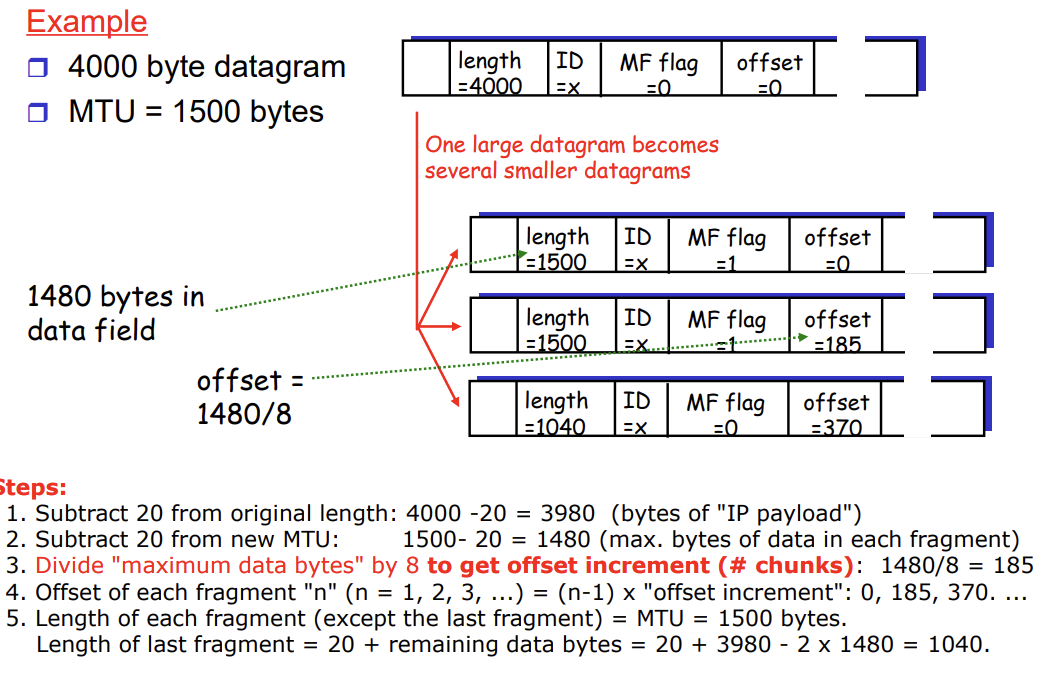 Example
4000 byte datagram
MTU = 1500 bytes
length ID MF flag offset
=4000 =x =0 =0
One large datagram becomes
several smaller datagrams
length ID MF flag offset
=1500 =x =1 =0
1480 bytes in
data field
length ID MF flag offset
=1500 =x =1 =185
offset =
1480/8
length ID MF flag offset
=1040 =x =0 =370
Steps:
1. Subtract 20 from original length: 4000 -20 = 3980 (bytes of "IP payload")
2. Subtract 20 from new MTU: 1500- 20 = 1480 (max. bytes of data in each fragment)
3. Divide "maximum data bytes" by 8 to get offset increment (# chunks): 1480/8 = 185
4. Offset of each fragment "n" (n = 1, 2, 3, ...) = (n-1) x "offset increment": 0, 185, 370. ...
5. Length of each fragment (except the last fragment) = MTU = 1500 bytes.
Length of last fragment = 20 + remaining data bytes = 20 + 3980 - 2 x 1480 = 1040.